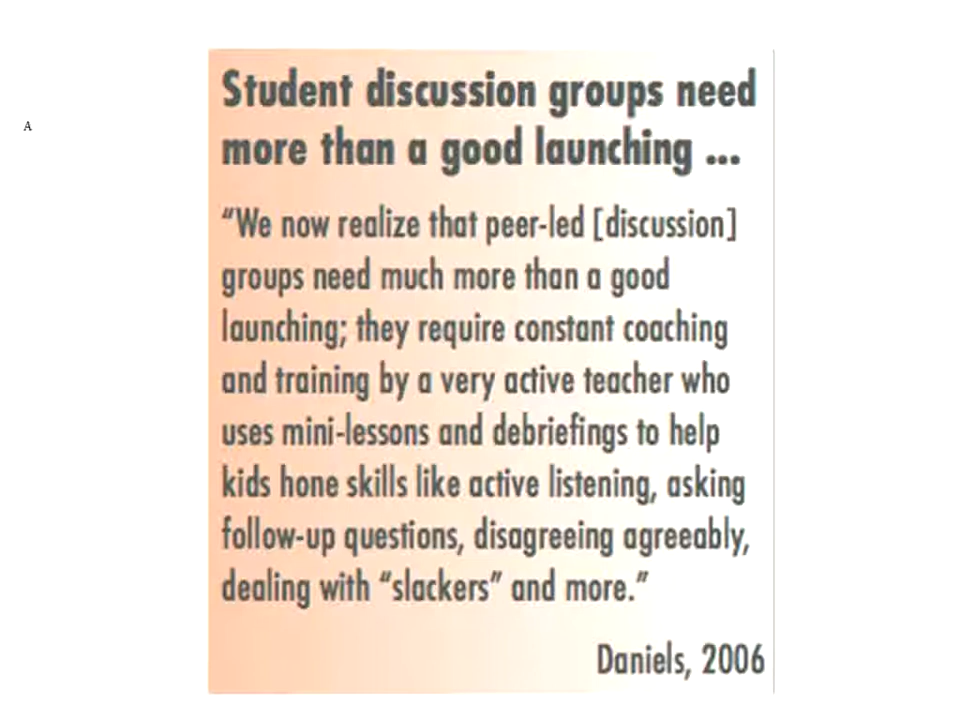 Student discussion groups need
more than a good launching ...
A
“We now realize that peer-led [discussion]
groups need much more than a good
launching; they require constant coaching
and training by a very active teacher who
uses mini-lessons and debriefings to help
kids hone skills like active listening, asking
follow-up questions, disagreeing agreeably,
dealing with “slackers” and more.”
Daniels, 2006